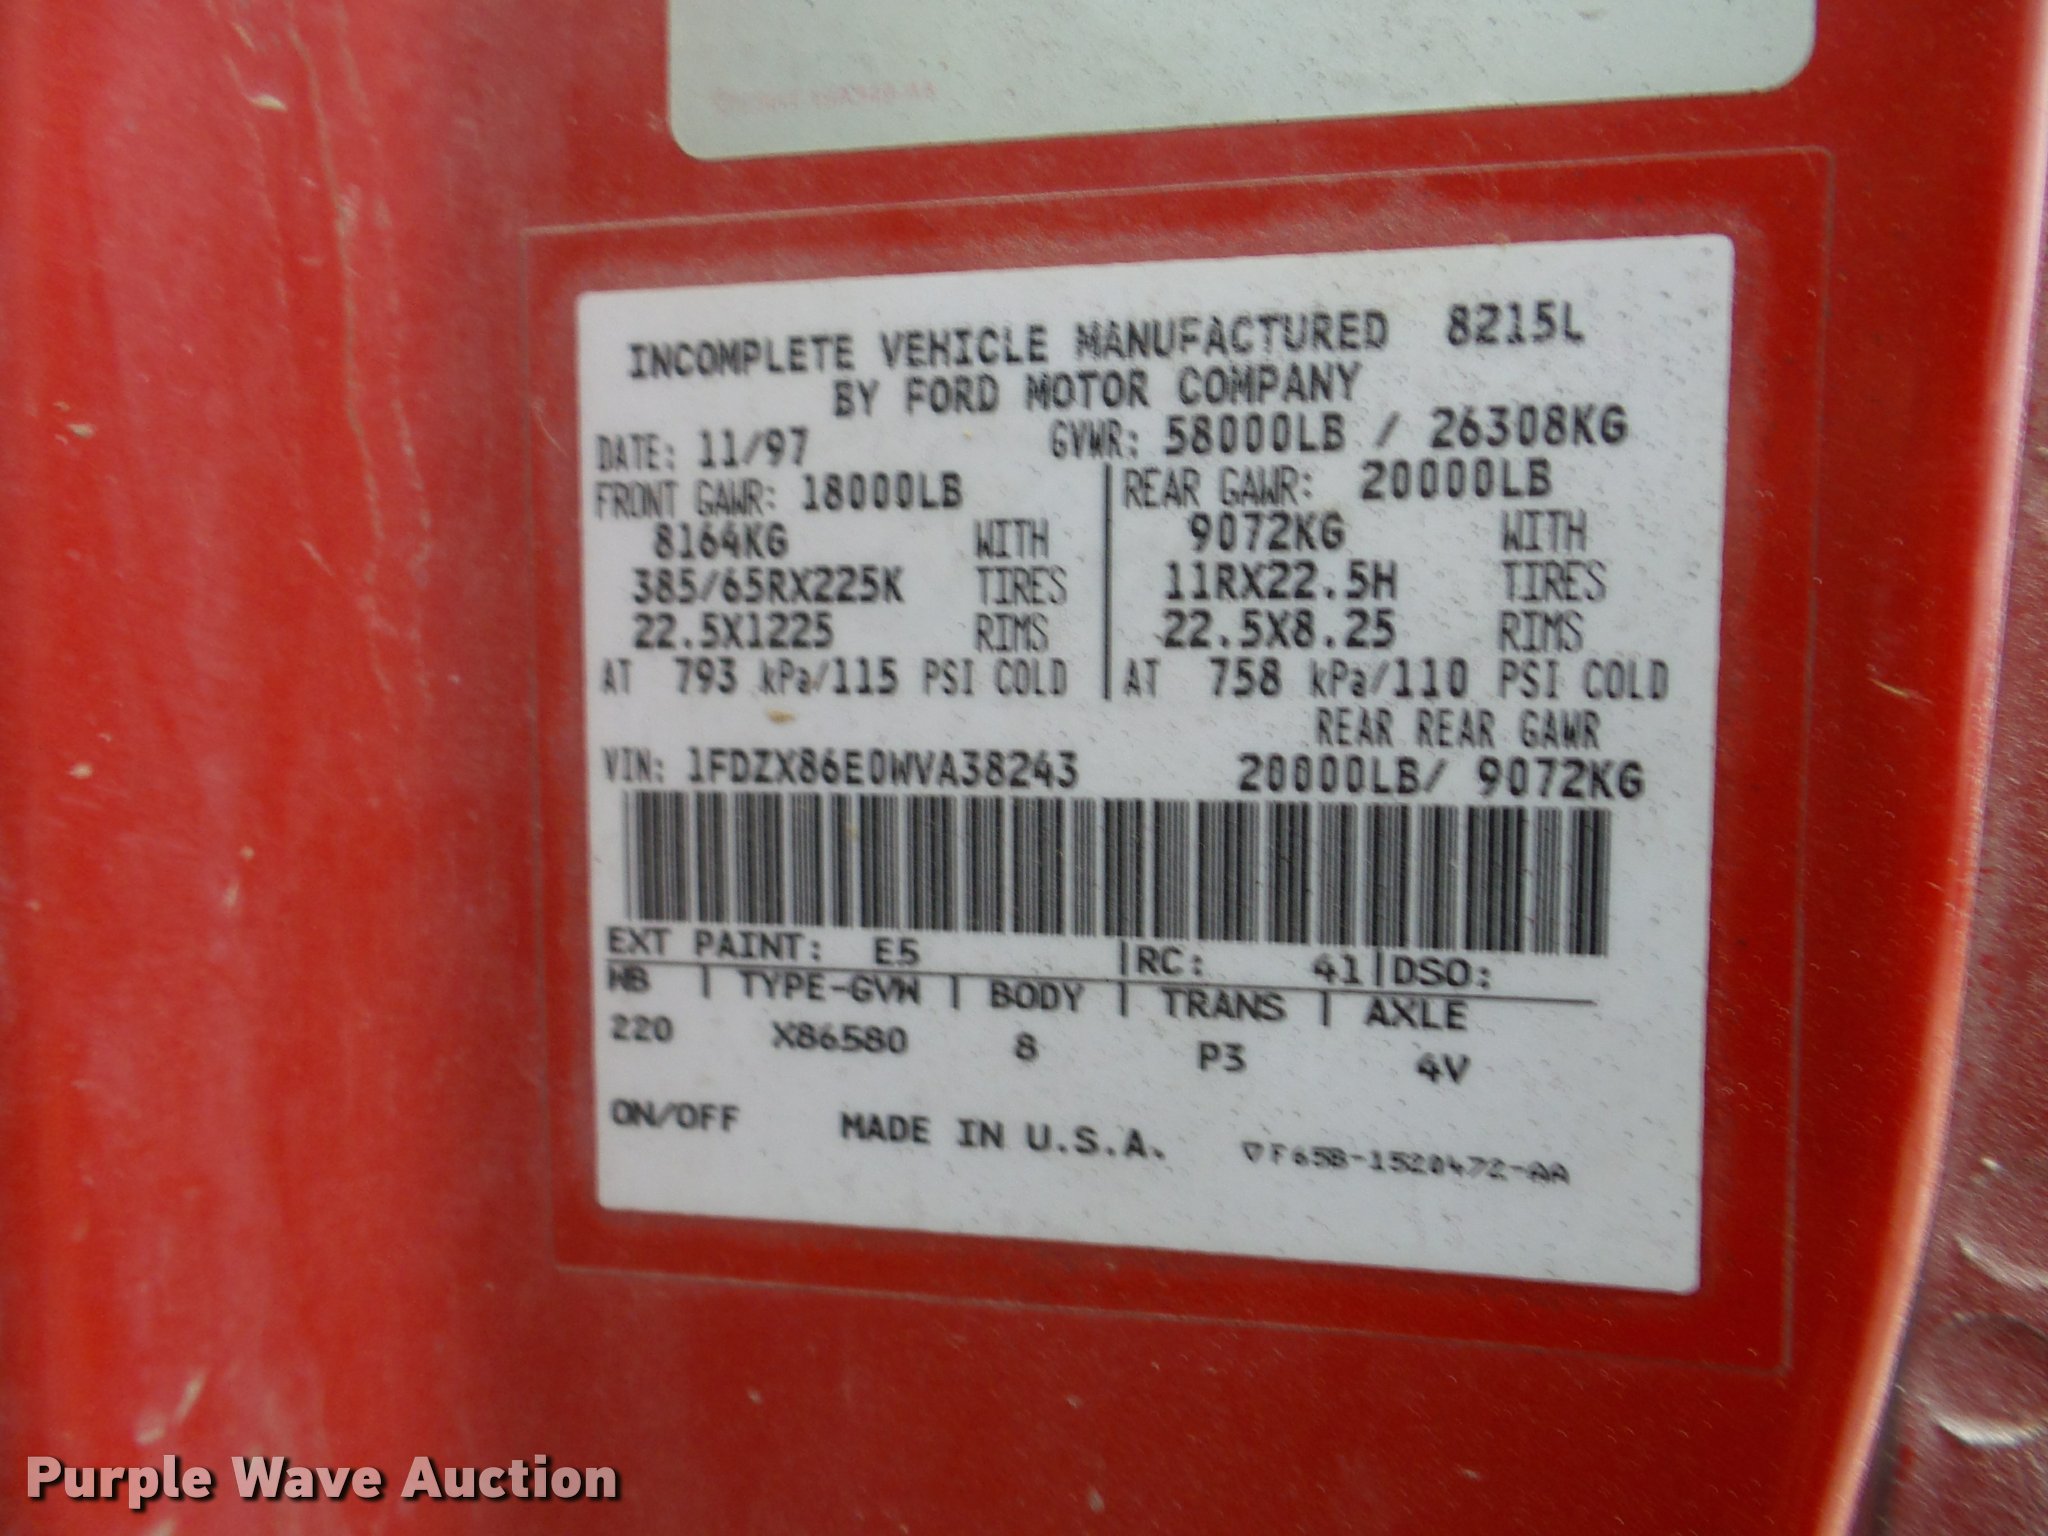 INCOMPLETE VEHICLE MANUFACTURED 8215L
BY FORD MOTOR COMPANY
DATE: 11/97 GVWR: 58000LB / 26308KG
FRONT GAWR: 18000LB REAR GAWR: 20000LB
8164KG WITH 9072KG WITH
385/65RX225K TIRES 11RX22.5H TIRES
22.5X1225 RIMS 22.5X8.25 RIMS
AT 793 kPa/115 PSI COLD AT 758 kPa/110 PSI COLD
REAR REAR GAWR
VIN: 1FDZX86E0WVA38243 20000LB/ 9072KG
EXT PAINT: E5 |RC: 41|DSO:
WB | TYPE-GVW | BODY | TRANS | AXLE
220 X86580 8 P3 4V
ON/OFF MADE IN U.S.A. ▽F65B-1520472-AA
Purple Wave Auction